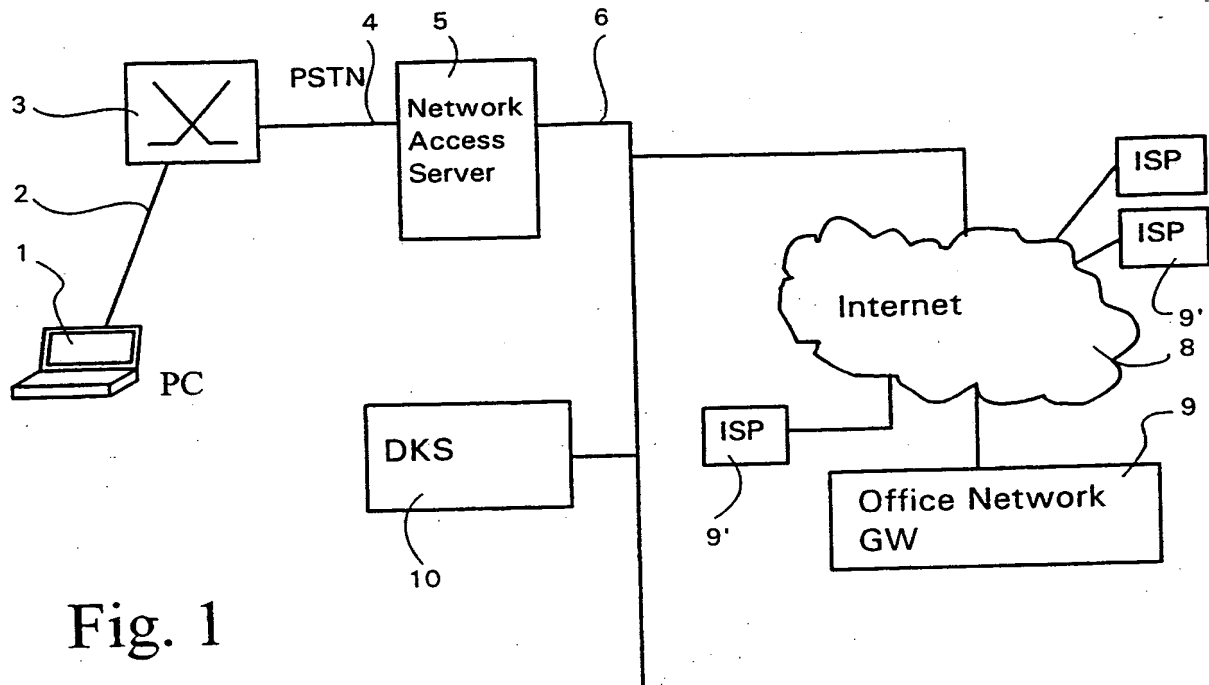 4
5
6
PSTN
3
Network
Access
Server
ISP
2
ISP
1
Internet
9'
8
PC
ISP
9
DKS
Office Network
GW
9'
10
Fig. 1